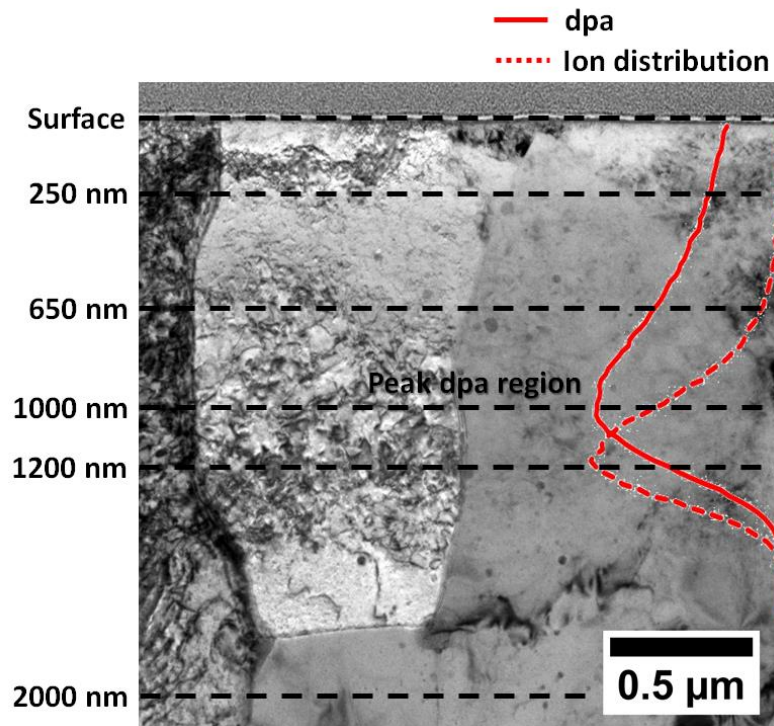 dpa
Ion distribution
Surface
250 nm
650 nm
Peak dpa region
1000 nm
1200 nm
2000 nm
0.5 μm